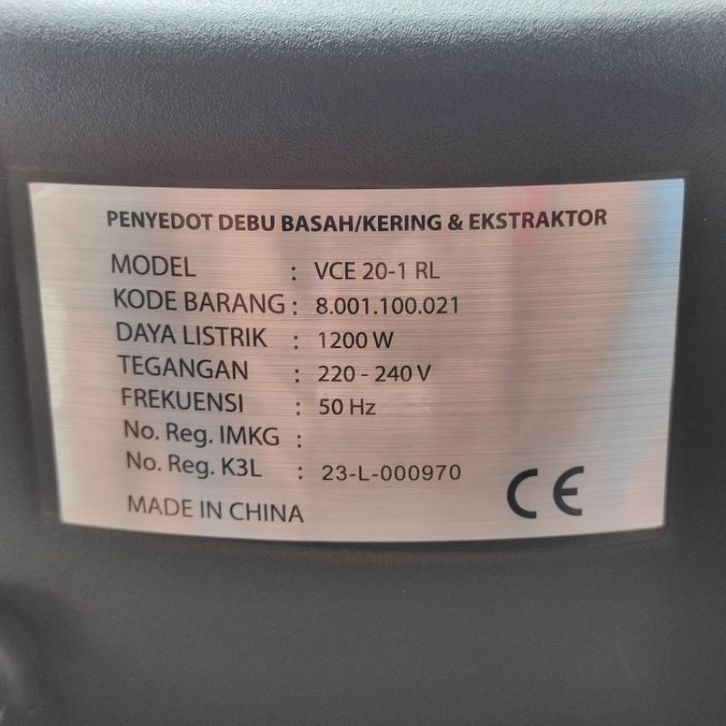 PENYEDOT DEBU BASAH/KERING & EKSTRAKTOR
MODEL : VCE 20-1 RL
KODE BARANG : 8.001.100.021
DAYA LISTRIK : 1200 W
TEGANGAN : 220 - 240 V
FREKUENSI : 50 Hz
No. Reg. IMKG :
No. Reg. K3L : 23-L-000970
MADE IN CHINA
CE